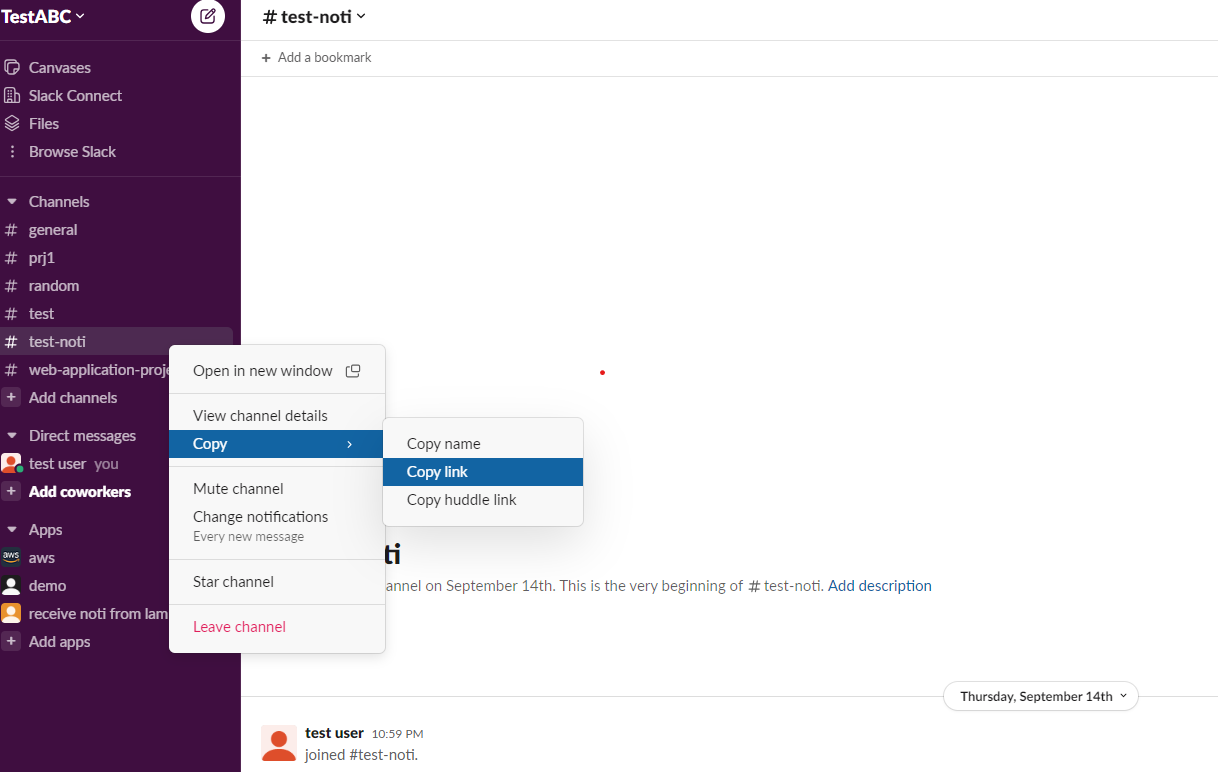 TestABC
Canvases
Slack Connect
Files
Browse Slack
Channels
# general
# prj1
# random
# test
# test-noti
# web-application-proje
+ Add channels
Direct messages
test user you
+ Add coworkers
Apps
aws aws
demo
receive noti from lam
+ Add apps
Open in new window
View channel details
Copy
Mute channel
Change notifications
Every new message
Star channel
Leave channel
Copy name
Copy link
Copy huddle link
# test-noti
+ Add a bookmark
ti
annel on September 14th. This is the very beginning of # test-noti. Add description
Thursday, September 14th
test user 10:59 PM
joined #test-noti.